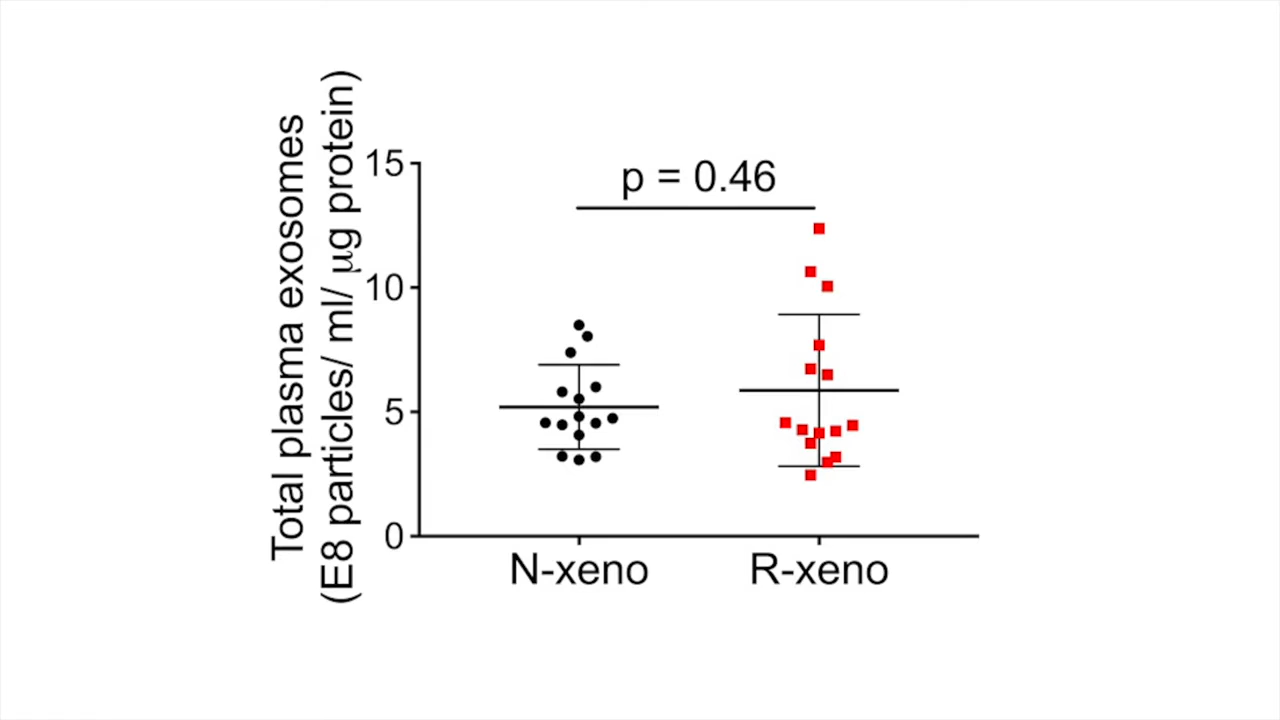 Total plasma exosomes
(E8 particles/ ml/ μg protein)
15
10
5
0
p = 0.46
N-xeno
R-xeno